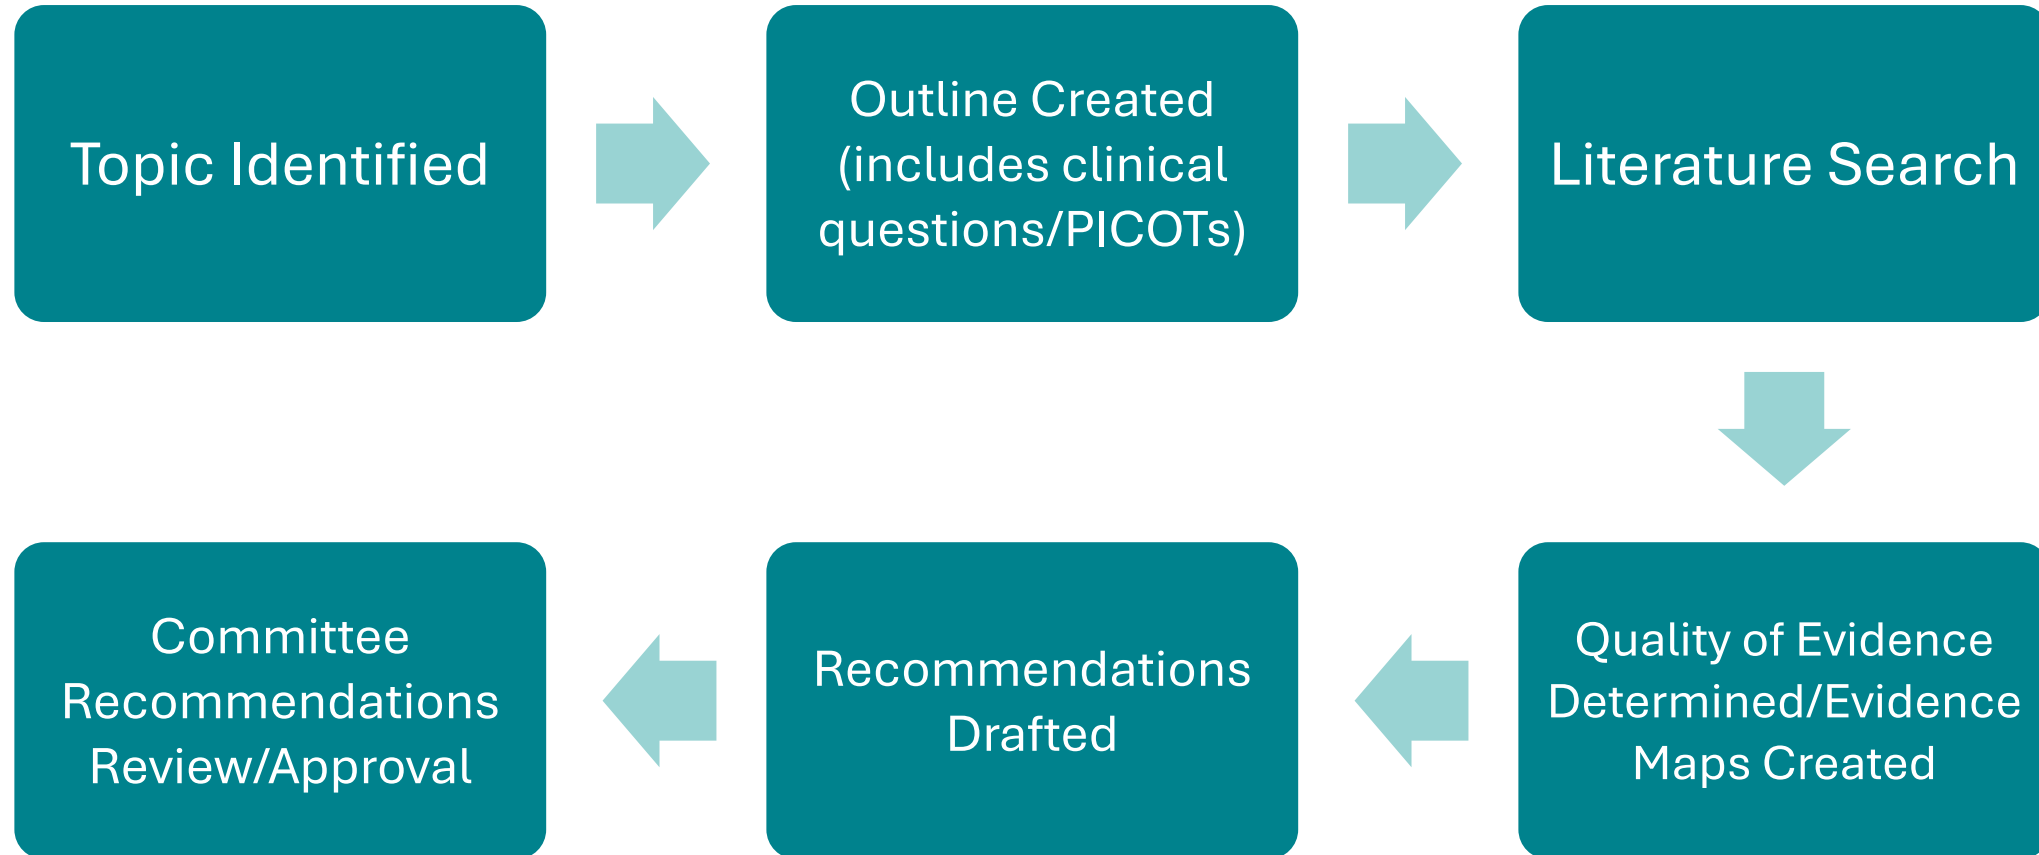 Topic Identified
Outline Created
(includes clinical
questions/PICOTs)
Literature Search
Quality of Evidence
Determined/Evidence
Maps Created
Recommendations
Drafted
Committee
Recommendations
Review/Approval